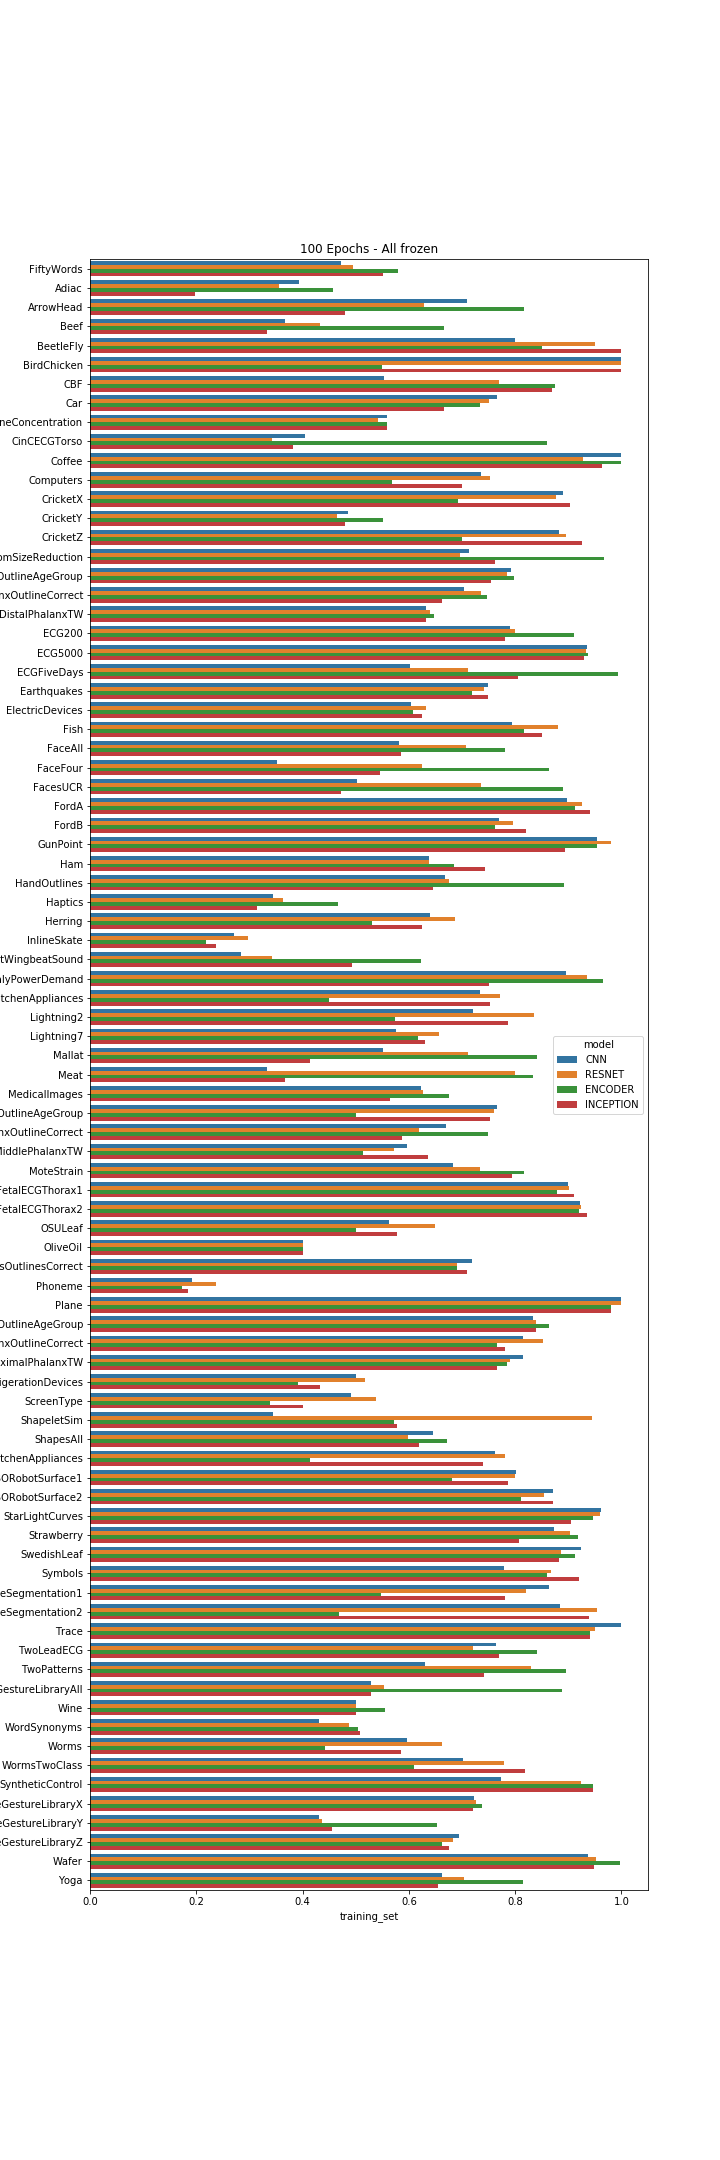 100 Epochs - All frozen
FiftyWords
Adiac
ArrowHead
Beef
BeetleFly
BirdChicken
CBF
Car
neConcentration
CinCECGTorso
Coffee
Computers
CricketX
CricketY
CricketZ
omSizeReduction
OutlineAgeGroup
nxOutlineCorrect
DistalPhalanxTW
ECG200
ECG5000
ECGFiveDays
Earthquakes
ElectricDevices
Fish
FaceAll
FaceFour
FacesUCR
FordA
FordB
GunPoint
Ham
HandOutlines
Haptics
Herring
InlineSkate
tWingbeatSound
alyPowerDemand
tchenAppliances
Lightning2
Lightning7
Mallat
Meat
MedicalImages
OutlineAgeGroup
nxOutlineCorrect
MiddlePhalanxTW
MoteStrain
FetalECGThorax1
FetalECGThorax2
OSULeaf
OliveOil
sOutlinesCorrect
Phoneme
Plane
OutlineAgeGroup
nxOutlineCorrect
oximalPhalanxTW
igerationDevices
ScreenType
ShapeletSim
ShapesAll
tchenAppliances
ORobotSurface1
ORobotSurface2
StarLightCurves
Strawberry
SwedishLeaf
Symbols
eSegmentation1
eSegmentation2
Trace
TwoLeadECG
TwoPatterns
GestureLibraryAll
Wine
WordSynonyms
Worms
WormsTwoClass
SyntheticControl
eGestureLibraryX
eGestureLibraryY
eGestureLibraryZ
Wafer
Yoga
model
CNN
RESNET
ENCODER
INCEPTION
0.0 0.2 0.4 0.6 0.8 1.0
training_set